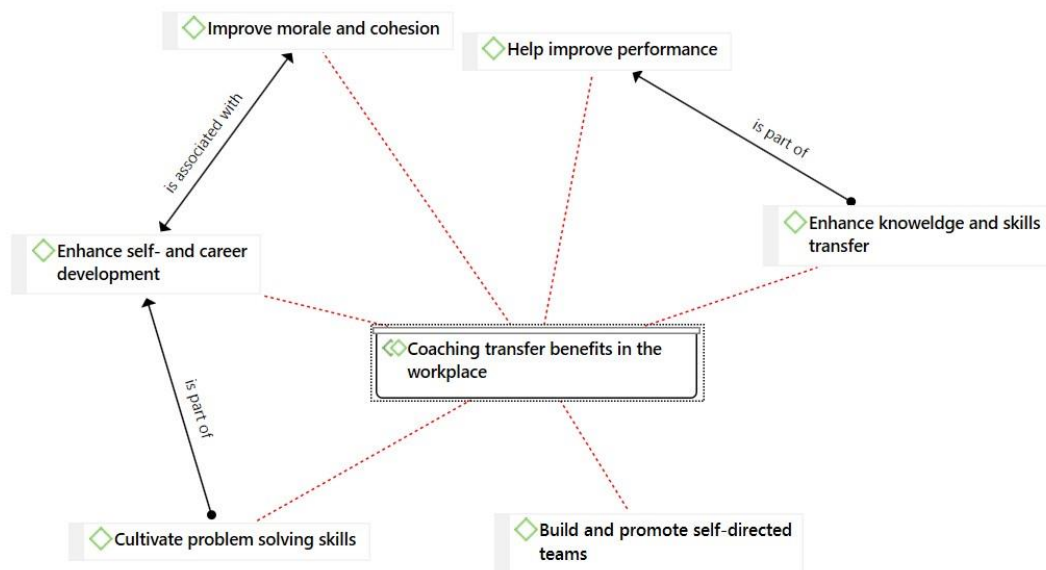 Improve morale and cohesion
Help improve performance
is associated with
is part of
Enhance knoweldge and skills
transfer
Enhance self- and career
development
Coaching transfer benefits in the
workplace
is part of
Cultivate problem solving skills
Build and promote self-directed
teams